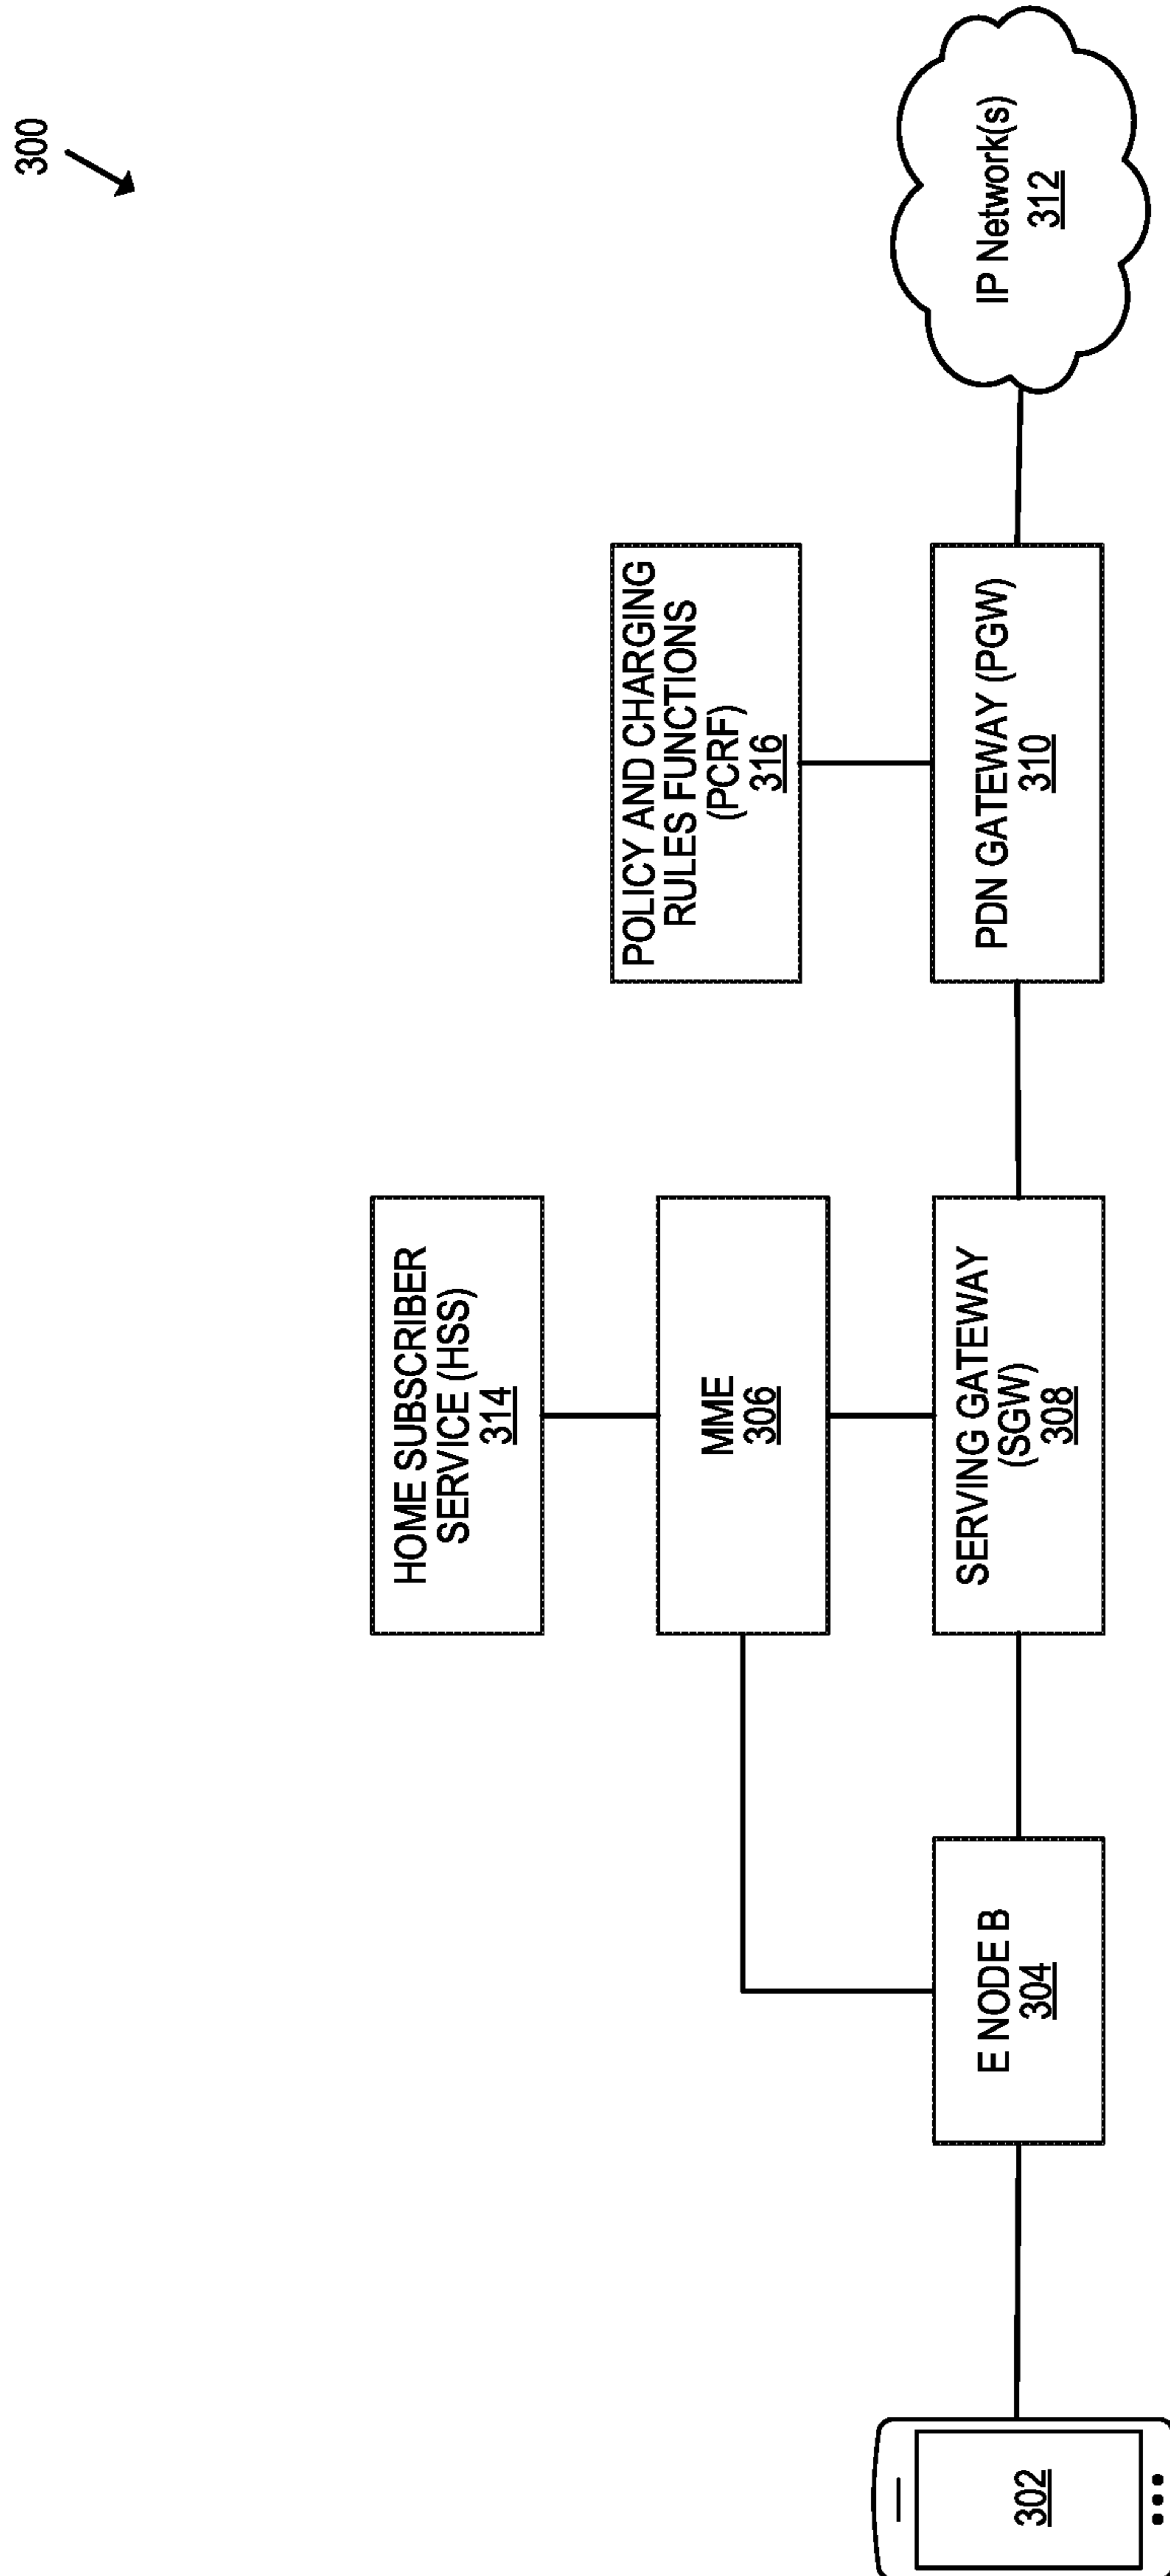 300
HOME SUBSCRIBER
SERVICE (HSS)
314
POLICY AND CHARGING
RULES FUNCTIONS
(PCRF)
316
MME
306
302
E NODE B
304
SERVING GATEWAY
(SGW)
308
PDN GATEWAY (PGW)
310
IP Network(s)
312